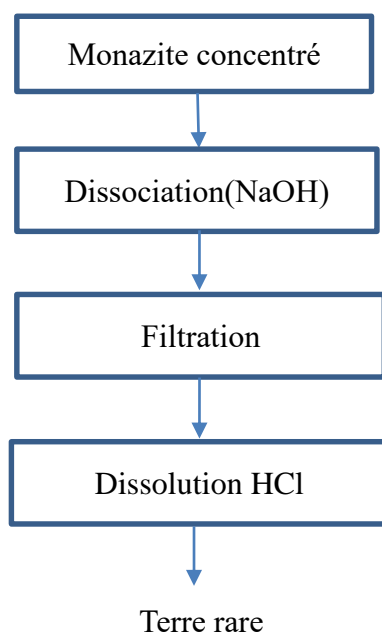 Monazite concentré
Dissociation(NaOH)
Filtration
Dissolution HCl
Terre rare